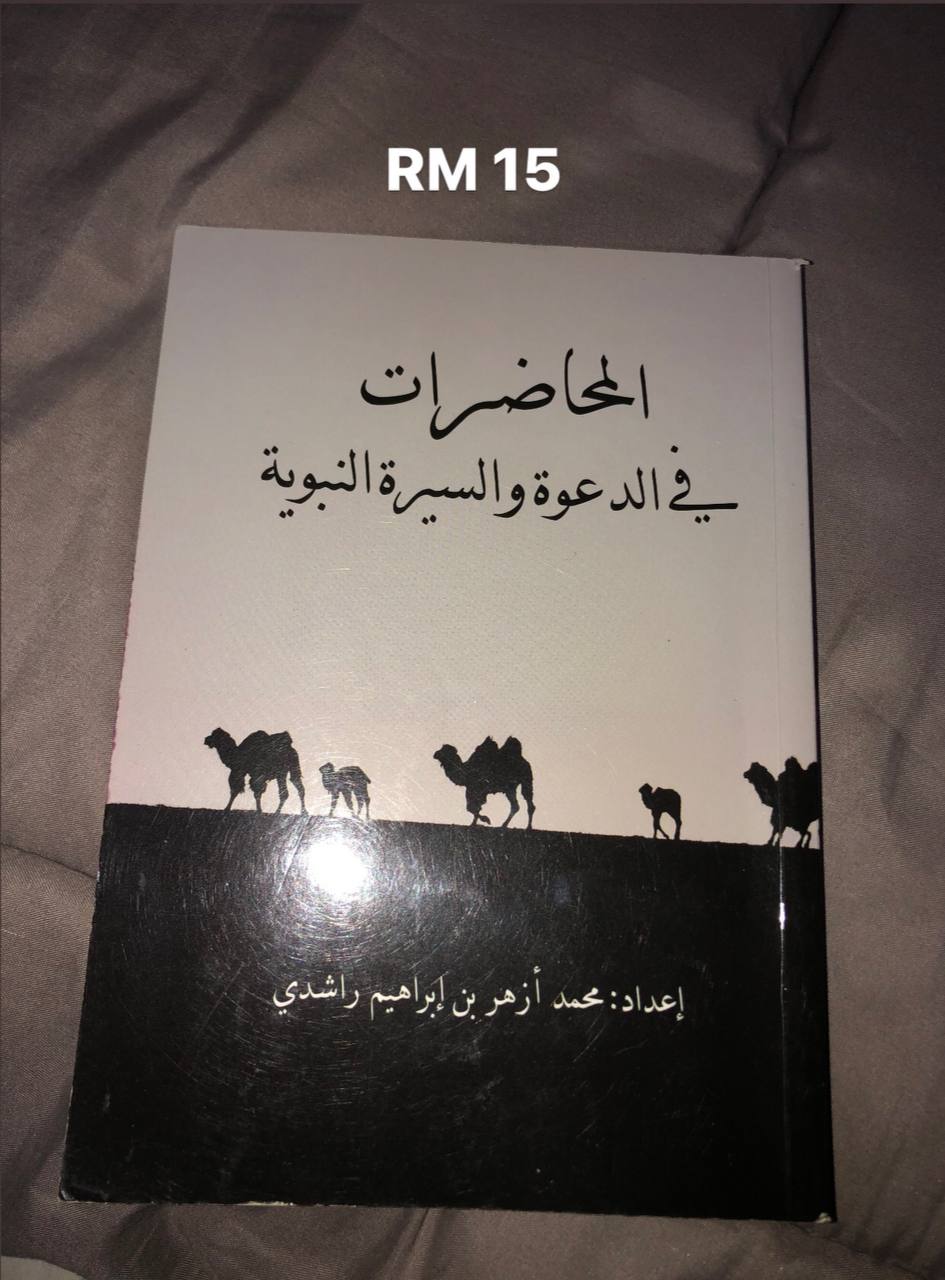 RM 15
المحاضرات
في الدعوة والسيرة النبوية
إعداد: محمد أزهر بن إبراهيم راشدي